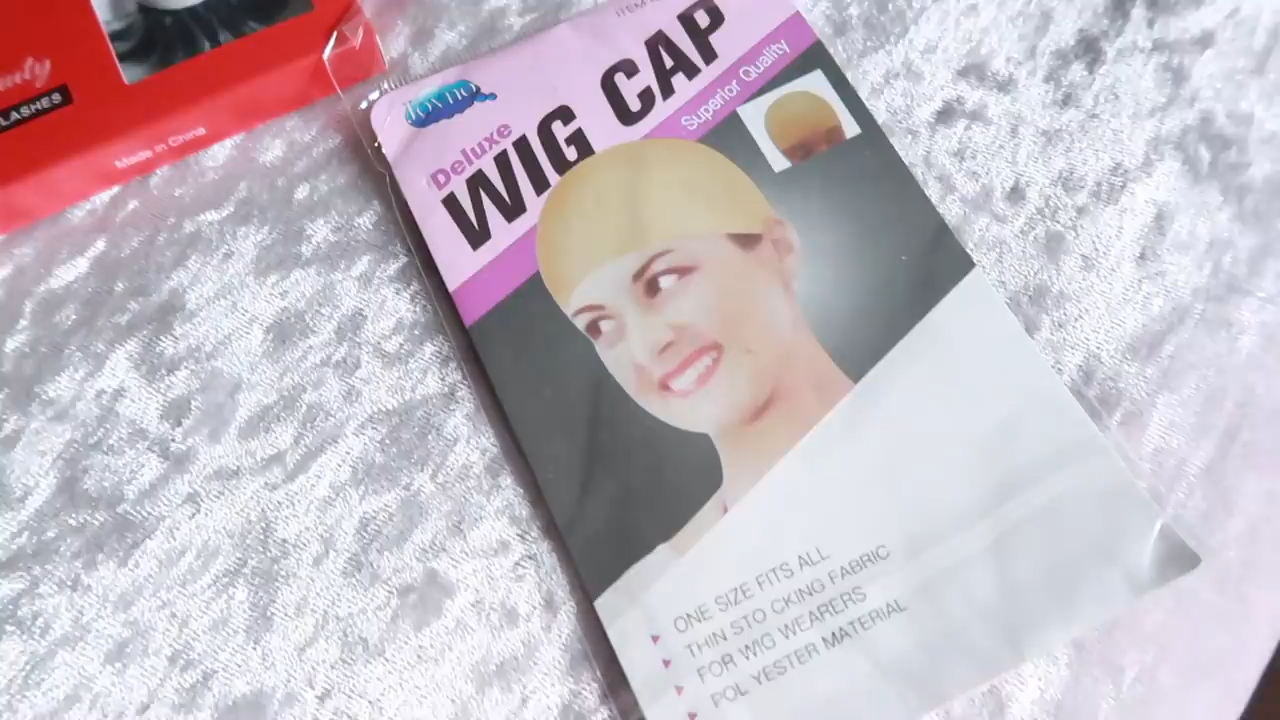 LASHES
Made in China
Deluxe
WIG CAP
Superior Quality
ONE SIZE FITS ALL
THIN STO CKING FABRIC
FOR WIG WEARERS
POL YESTER MATERIAL